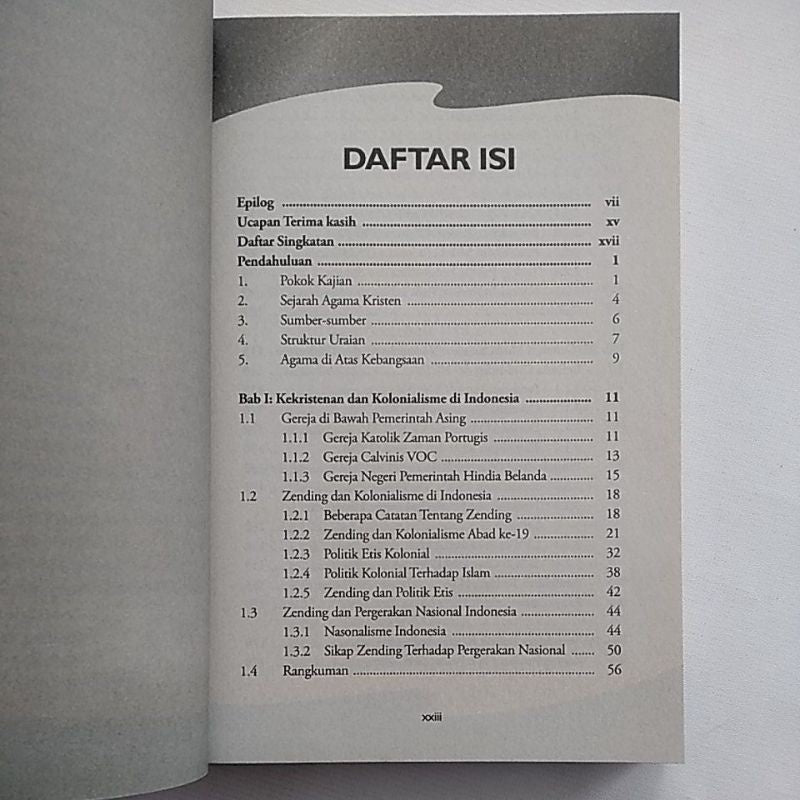 DAFTAR ISI
Epilog ........ vii
Ucapan Terima kasih ........ xv
Daftar Singkatan ........ xvii
Pendahuluan ........ 1
1. Pokok Kajian ........ 1
2. Sejarah Agama Kristen ........ 4
3. Sumber-sumber ........ 6
4. Struktur Uraian ........ 7
5. Agama di Atas Kebangsaan ........ 9
Bab I: Kekristenan dan Kolonialisme di Indonesia ........ 11
1.1 Gereja di Bawah Pemerintah Asing ........ 11
1.1.1 Gereja Katolik Zaman Portugis ........ 11
1.1.2 Gereja Calvinis VOC ........ 13
1.1.3 Gereja Negeri Pemerintah Hindia Belanda ........ 15
1.2 Zending dan Kolonialisme di Indonesia ........ 18
1.2.1 Beberapa Catatan Tentang Zending ........ 18
1.2.2 Zending dan Kolonialisme Abad ke-19 ........ 21
1.2.3 Politik Etis Kolonial ........ 32
1.2.4 Politik Kolonial Terhadap Islam ........ 38
1.2.5 Zending dan Politik Etis ........ 42
1.3 Zending dan Pergerakan Nasional Indonesia ........ 44
1.3.1 Nasonalisme Indonesia ........ 44
1.3.2 Sikap Zending Terhadap Pergerakan Nasional ....... 50
1.4 Rangkuman ........ 56
xxiii